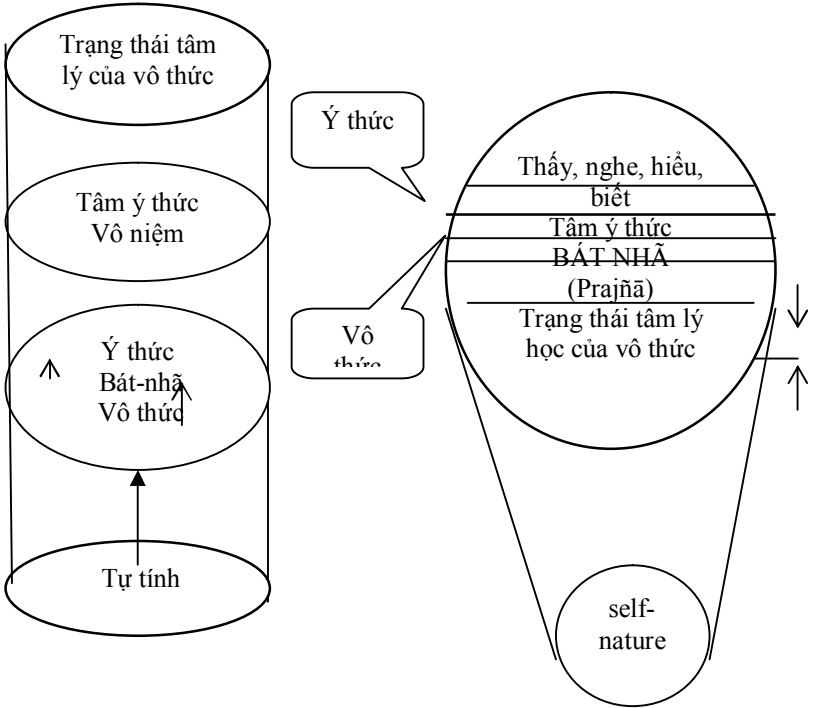 Trạng thái tâm
lý của vô thức
Tâm ý thức
Vô niệm
Ý thức
Bát-nhã
Vô thức
Tự tính
Ý thức
Vô
thức
Thấy, nghe, hiểu,
biết
Tâm ý thức
BÁT NHÃ
(Prajñā)
Trạng thái tâm lý
học của vô thức
self-
nature